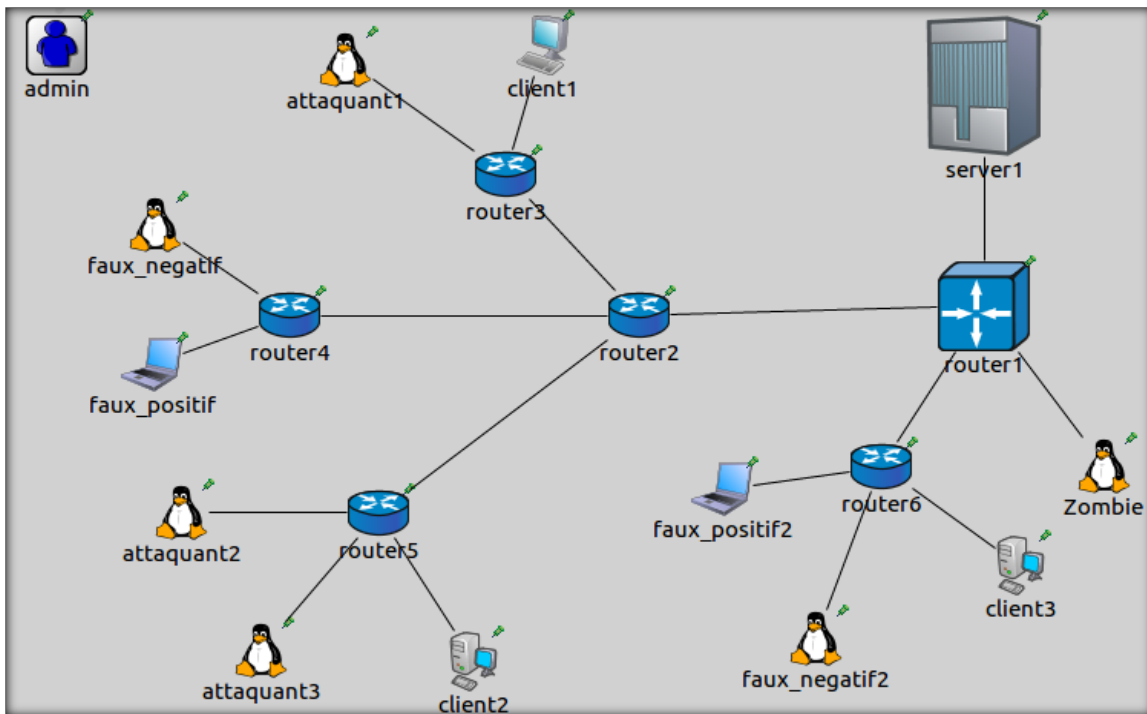 admin
attaquant1
client1
server1
router3
faux_negatif
router4
router2
router1
faux_positif
attaquant2
router5
faux_positif2
router6
Zombie
client3
attaquant3
client2
faux_negatif2